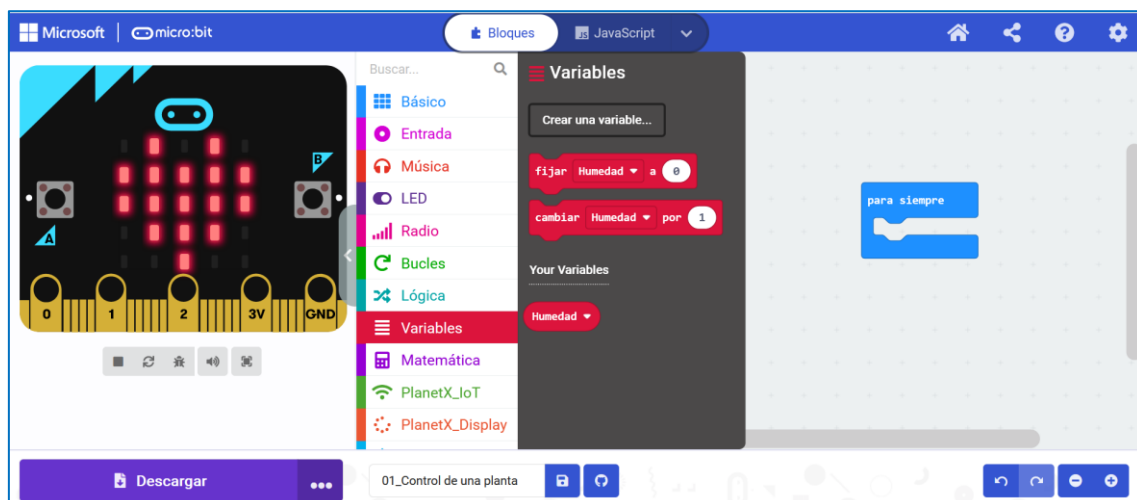 Microsoft micro:bit Bloques JS JavaScript
Buscar...
Básico
Entrada
Música
LED
Radio
Bucles
Lógica
Variables
Matemática
PlanetX_IoT
PlanetX_Display
Variables
Crear una variable...
fijar Humedad a 0
cambiar Humedad por 1
Your Variables
Humedad
para siempre
A
B
0 1 2 3V GND
Descargar
01_Control de una planta